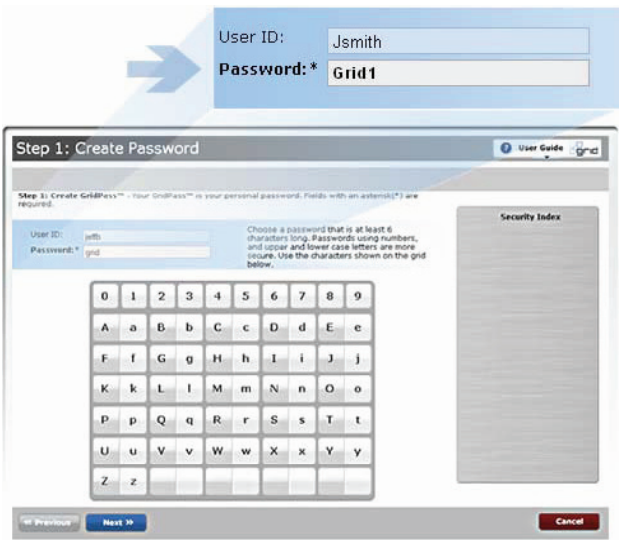 User ID: Jsmith
Password:* Grid1
Step 1: Create Password
? User Guide grid
Step 1: Create GridPass™ - Your GridPass™ is your personal password. Fields with an asterisk(*) are
required.
Security Index
User ID:
Password:* grid
Choose a password that is at least 6
characters long. Passwords using numbers,
and upper and lower case letters are more
secure. Use the characters shown on the grid
below.
0 1 2 3 4 5 6 7 8 9
A a B b C c D d E e
F f G g H h I i J j
K k L l M m N n O o
P p Q q R r S s T t
U u V v W w X x Y y
Z z
« Previous Next » Cancel